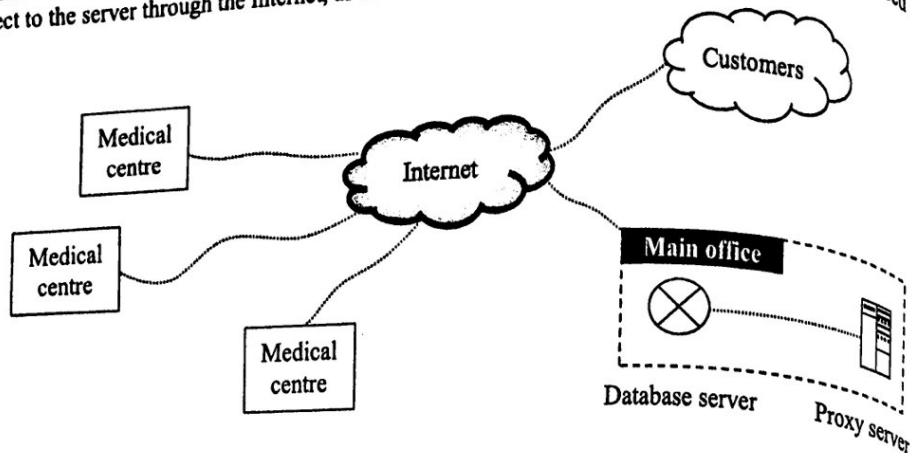 ect to the server through the Internet,
Customers
Medical
centre
Internet
Medical
centre
Main office
Medical
centre
Database server
Proxy server